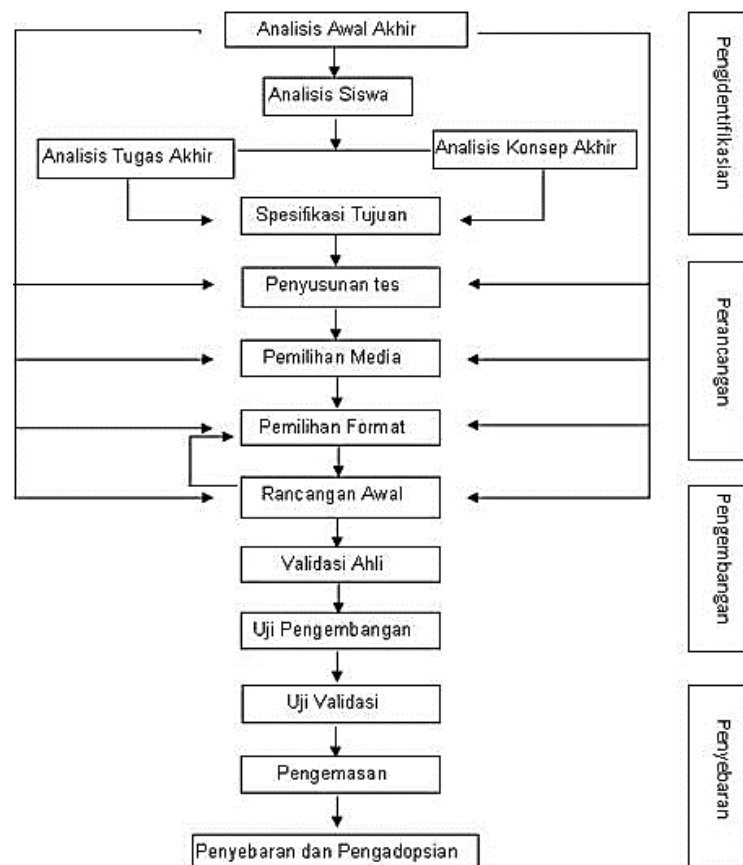 Analisis Awal Akhir
Analisis Siswa
Analisis Tugas Akhir
Analisis Konsep Akhir
Spesifikasi Tujuan
Penyusunan tes
Pemilihan Media
Pemilihan Format
Rancangan Awal
Validasi Ahli
Uji Pengembangan
Uji Validasi
Pengemasan
Penyebaran dan Pengadopsian
Pengidentifikasian
Perancangan
Pengembangan
Penyebaran